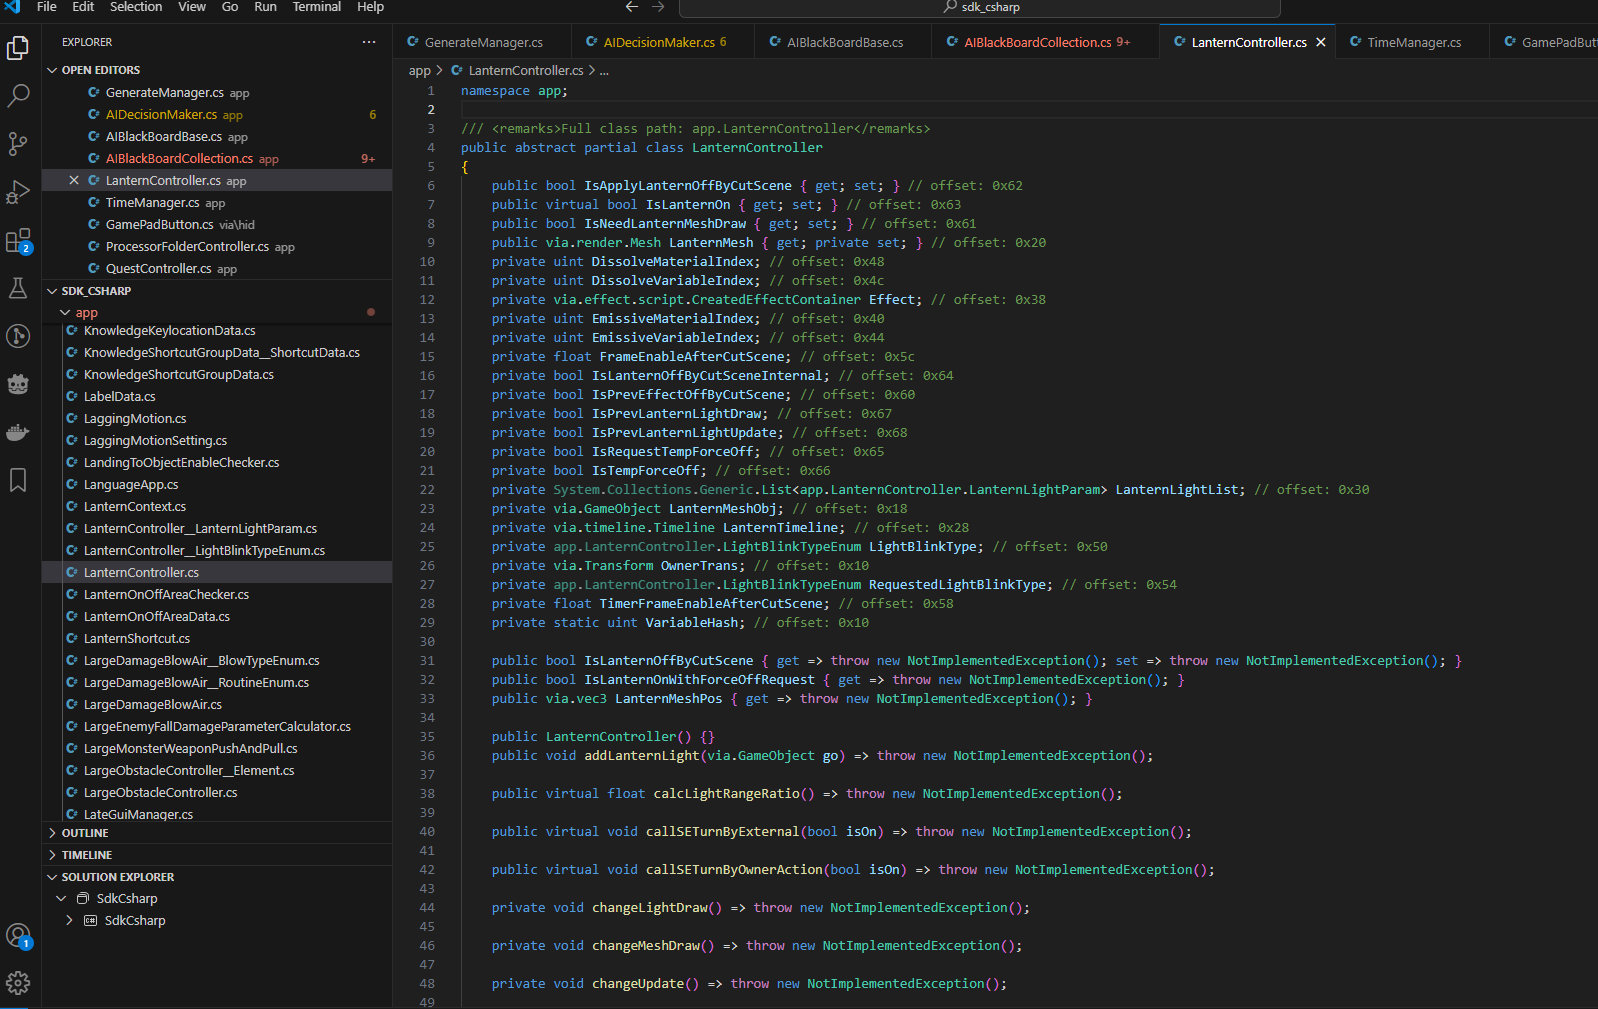 File Edit Selection View Go Run Terminal Help
sdk_csharp
EXPLORER
OPEN EDITORS
GenerateManager.cs app
AIDecisionMaker.cs app 6
AIBlackBoardBase.cs app
AIBlackBoardCollection.cs app 9+
LanternController.cs app
TimeManager.cs app
GamePadButton.cs via\hid
ProcessorFolderController.cs app
QuestController.cs app
SDK_CSHARP
app
KnowledgeKeylocationData.cs
KnowledgeShortcutGroupData__ShortcutData.cs
KnowledgeShortcutGroupData.cs
LabelData.cs
LaggingMotion.cs
LaggingMotionSetting.cs
LandingToObjectEnableChecker.cs
LanguageApp.cs
LanternContext.cs
LanternController__LanternLightParam.cs
LanternController__LightBlinkTypeEnum.cs
LanternController.cs
LanternOnOffAreaChecker.cs
LanternOnOffAreaData.cs
LanternShortcut.cs
LargeDamageBlowAir__BlowTypeEnum.cs
LargeDamageBlowAir__RoutineEnum.cs
LargeDamageBlowAir.cs
LargeEnemyFallDamageParameterCalculator.cs
LargeMonsterWeaponPushAndPull.cs
LargeObstacleController__Element.cs
LargeObstacleController.cs
LateGuiManager.cs
OUTLINE
TIMELINE
SOLUTION EXPLORER
SdkCsharp
SdkCsharp
2
1
GenerateManager.cs AIDecisionMaker.cs 6 AIBlackBoardBase.cs AIBlackBoardCollection.cs 9+ LanternController.cs TimeManager.cs GamePadBut
app > LanternController.cs > ...
1 namespace app;
2
3 /// <remarks>Full class path: app.LanternController</remarks>
4 public abstract partial class LanternController
5 {
6 public bool IsApplyLanternOffByCutScene { get; set; } // offset: 0x62
7 public virtual bool IsLanternOn { get; set; } // offset: 0x63
8 public bool IsNeedLanternMeshDraw { get; set; } // offset: 0x61
9 public via.render.Mesh LanternMesh { get; private set; } // offset: 0x20
10 private uint DissolveMaterialIndex; // offset: 0x48
11 private uint DissolveVariableIndex; // offset: 0x4c
12 private via.effect.script.CreatedEffectContainer Effect; // offset: 0x38
13 private uint EmissiveMaterialIndex; // offset: 0x40
14 private uint EmissiveVariableIndex; // offset: 0x44
15 private float FrameEnableAfterCutScene; // offset: 0x5c
16 private bool IsLanternOffByCutSceneInternal; // offset: 0x64
17 private bool IsPrevEffectOffByCutScene; // offset: 0x60
18 private bool IsPrevLanternLightDraw; // offset: 0x67
19 private bool IsPrevLanternLightUpdate; // offset: 0x68
20 private bool IsRequestTempForceOff; // offset: 0x65
21 private bool IsTempForceOff; // offset: 0x66
22 private System.Collections.Generic.List<app.LanternController.LanternLightParam> LanternLightList; // offset: 0x30
23 private via.GameObject LanternMeshObj; // offset: 0x18
24 private via.timeline.Timeline LanternTimeline; // offset: 0x28
25 private app.LanternController.LightBlinkTypeEnum LightBlinkType; // offset: 0x50
26 private via.Transform OwnerTrans; // offset: 0x10
27 private app.LanternController.LightBlinkTypeEnum RequestedLightBlinkType; // offset: 0x54
28 private float TimerFrameEnableAfterCutScene; // offset: 0x58
29 private static uint VariableHash; // offset: 0x10
30
31 public bool IsLanternOffByCutScene { get => throw new NotImplementedException(); set => throw new NotImplementedException(); }
32 public bool IsLanternOnWithForceOffRequest { get => throw new NotImplementedException(); }
33 public via.vec3 LanternMeshPos { get => throw new NotImplementedException(); }
34
35 public LanternController() {}
36 public void addLanternLight(via.GameObject go) => throw new NotImplementedException();
37
38 public virtual float calcLightRangeRatio() => throw new NotImplementedException();
39
40 public virtual void callSETurnByExternal(bool isOn) => throw new NotImplementedException();
41
42 public virtual void callSETurnByOwnerAction(bool isOn) => throw new NotImplementedException();
43
44 private void changeLightDraw() => throw new NotImplementedException();
45
46 private void changeMeshDraw() => throw new NotImplementedException();
47
48 private void changeUpdate() => throw new NotImplementedException();
49